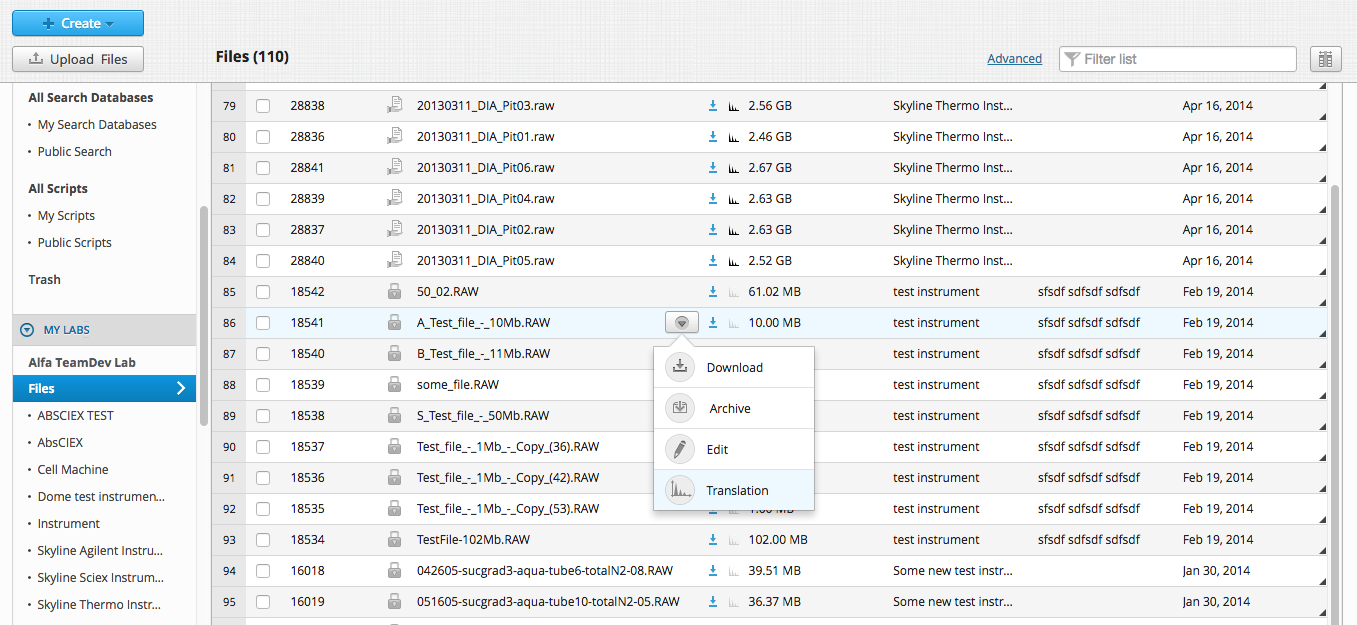 Create
Upload Files
Files (110)
Advanced
Filter list
All Search Databases
• My Search Databases
• Public Search
All Scripts
• My Scripts
• Public Scripts
Trash
MY LABS
Alfa TeamDev Lab
Files
• ABSCIEX TEST
• AbsCIEX
• Cell Machine
• Dome test instrumen...
• Instrument
• Skyline Agilent Instru...
• Skyline Sciex Instrum...
• Skyline Thermo Instr...
79 28838 20130311_DIA_Pit03.raw 2.56 GB Skyline Thermo Inst... Apr 16, 2014
80 28836 20130311_DIA_Pit01.raw 2.46 GB Skyline Thermo Inst... Apr 16, 2014
81 28841 20130311_DIA_Pit06.raw 2.67 GB Skyline Thermo Inst... Apr 16, 2014
82 28839 20130311_DIA_Pit04.raw 2.63 GB Skyline Thermo Inst... Apr 16, 2014
83 28837 20130311_DIA_Pit02.raw 2.63 GB Skyline Thermo Inst... Apr 16, 2014
84 28840 20130311_DIA_Pit05.raw 2.52 GB Skyline Thermo Inst... Apr 16, 2014
85 18542 50_02.RAW 61.02 MB test instrument sfsdf sdfsdf sdfsdf Feb 19, 2014
86 18541 A_Test_file_-_10Mb.RAW 10.00 MB test instrument sfsdf sdfsdf sdfsdf Feb 19, 2014
87 18540 B_Test_file_-_11Mb.RAW test instrument sfsdf sdfsdf sdfsdf Feb 19, 2014
88 18539 some_file.RAW test instrument sfsdf sdfsdf sdfsdf Feb 19, 2014
89 18538 S_Test_file_-_50Mb.RAW test instrument sfsdf sdfsdf sdfsdf Feb 19, 2014
90 18537 Test_file_-_1Mb_-_Copy_(36).RAW test instrument sfsdf sdfsdf sdfsdf Feb 19, 2014
91 18536 Test_file_-_1Mb_-_Copy_(42).RAW test instrument sfsdf sdfsdf sdfsdf Feb 19, 2014
92 18535 Test_file_-_1Mb_-_Copy_(53).RAW 1.00 MB test instrument sfsdf sdfsdf sdfsdf Feb 19, 2014
93 18534 TestFile-102Mb.RAW 102.00 MB test instrument sfsdf sdfsdf sdfsdf Feb 19, 2014
94 16018 042605-sucgrad3-aqua-tube6-totalN2-08.RAW 39.51 MB Some new test instr... Jan 30, 2014
95 16019 051605-sucgrad3-aqua-tube10-totalN2-05.RAW 36.37 MB Some new test instr... Jan 30, 2014
Download
Archive
Edit
Translation